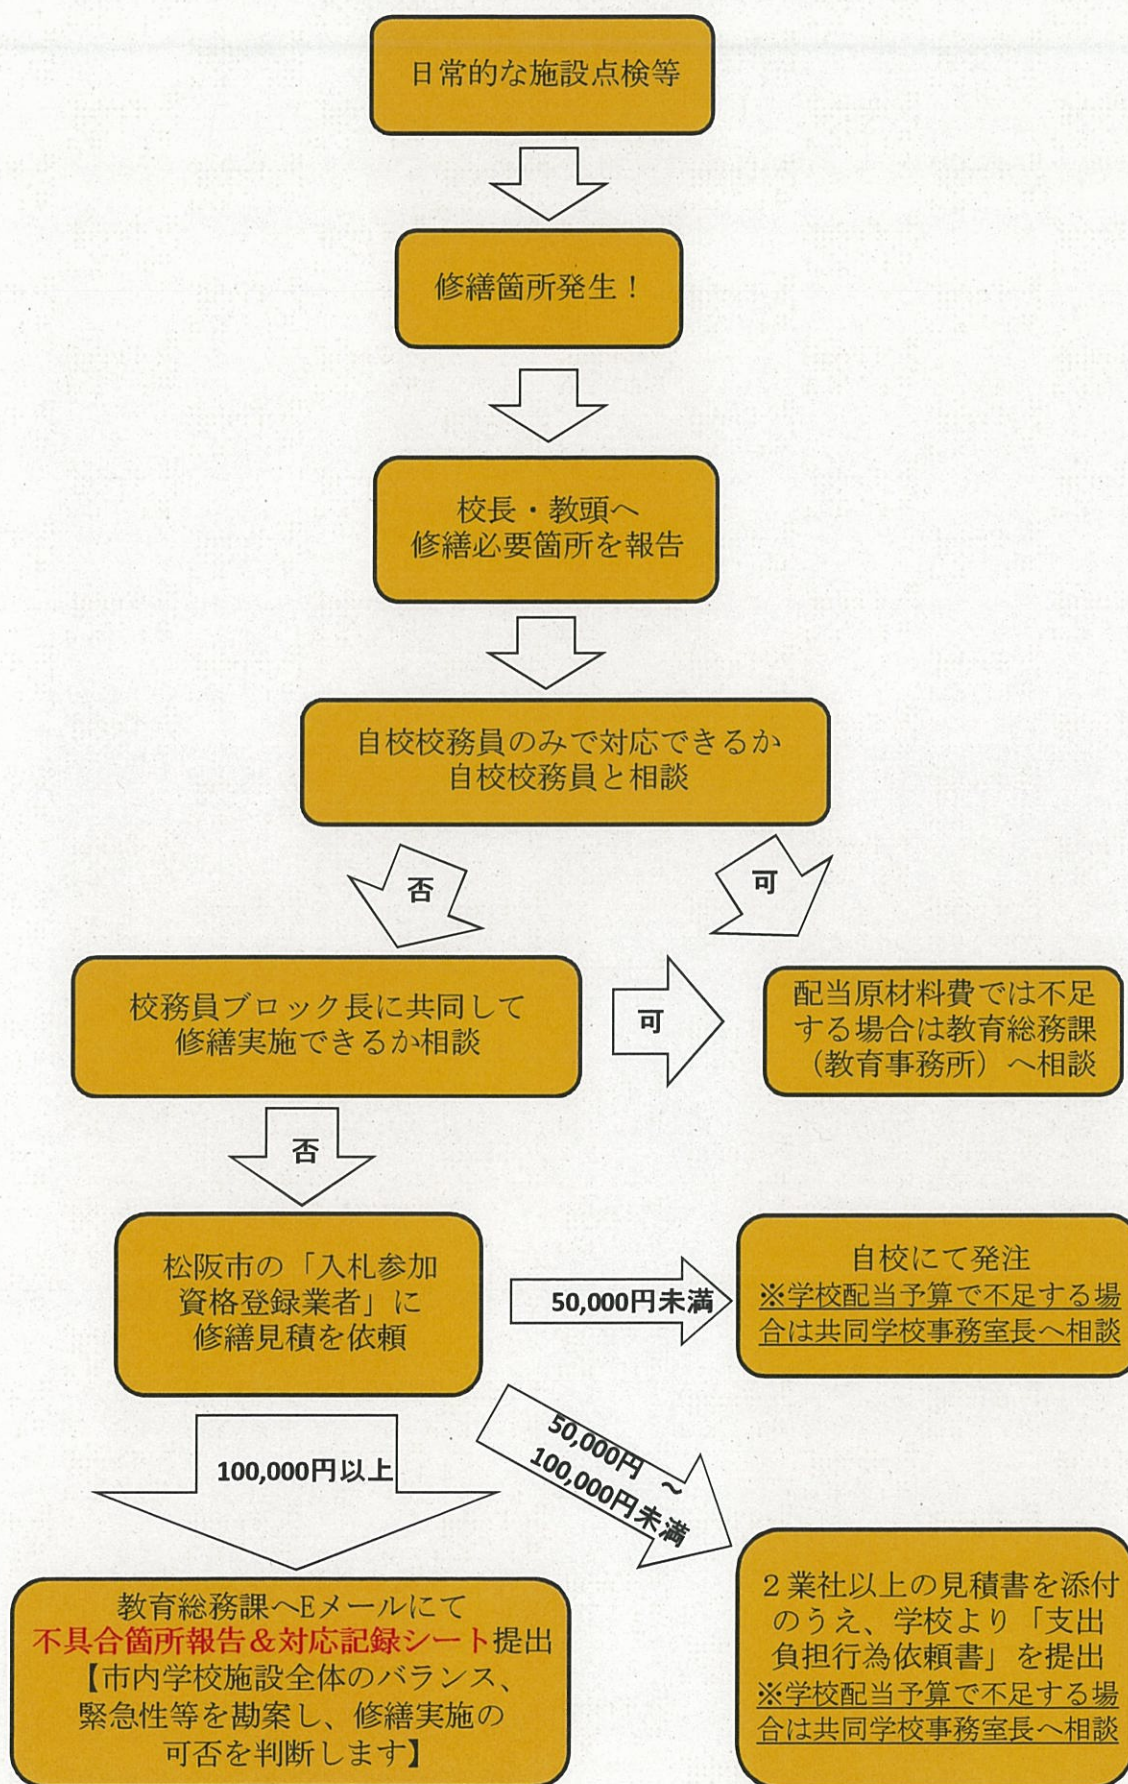 日常的な施設点検等
修繕箇所発生！
校長・教頭へ
修繕必要箇所を報告
自校校務員のみで対応できるか
自校校務員と相談
否
可
校務員ブロック長に共同して
修繕実施できるか相談
可
配当原材料費では不足
する場合は教育総務課
（教育事務所）へ相談
否
松阪市の「入札参加
資格登録業者」に
修繕見積を依頼
50,000円未満
自校にて発注
※学校配当予算で不足する場
合は共同学校事務室長へ相談
100,000円以上
50,000円 ～
100,000円未満
教育総務課へEメールにて
不具合箇所報告＆対応記録シート提出
【市内学校施設全体のバランス、
緊急性等を勘案し、修繕実施の
可否を判断します】
２業社以上の見積書を添付
のうえ、学校より「支出
負担行為依頼書」を提出
※学校配当予算で不足する場
合は共同学校事務室長へ相談